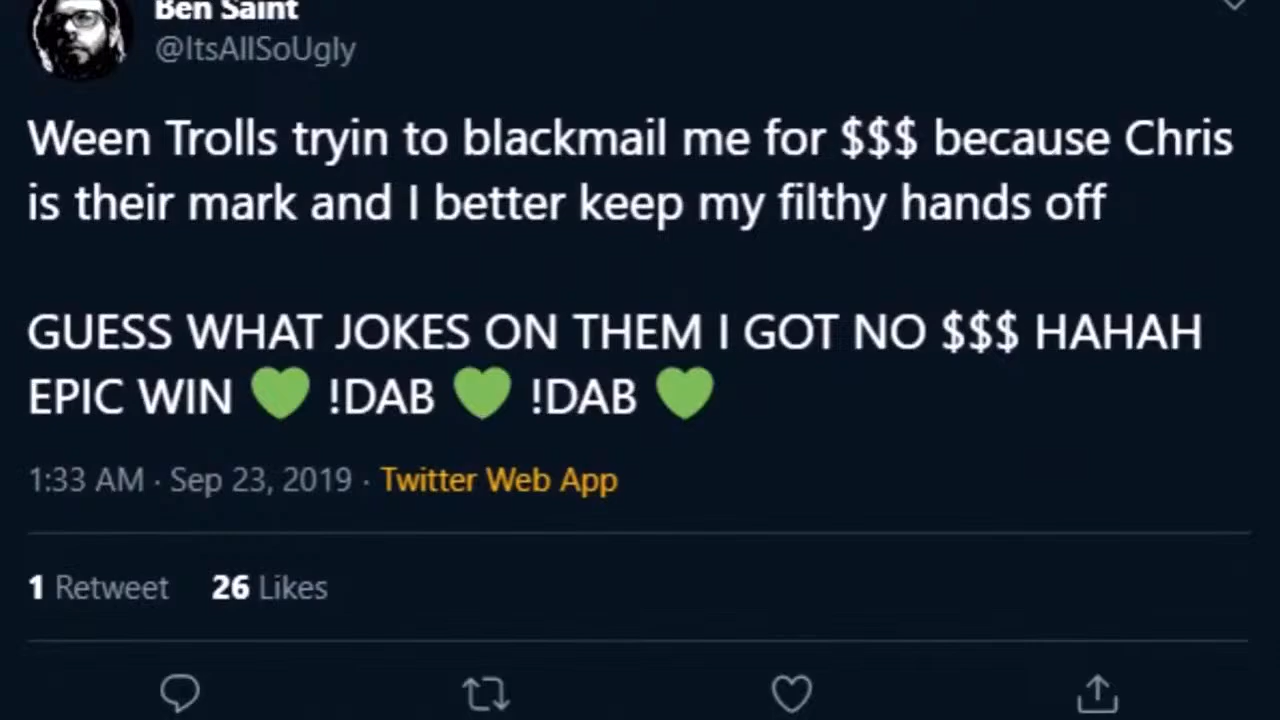 Ben Saint
@ItsAllSoUgly
Ween Trolls tryin to blackmail me for $$$ because Chris
is their mark and I better keep my filthy hands off
GUESS WHAT JOKES ON THEM I GOT NO $$$ HAHAH
EPIC WIN 💚 !DAB 💚 !DAB 💚
1:33 AM · Sep 23, 2019 · Twitter Web App
1 Retweet 26 Likes